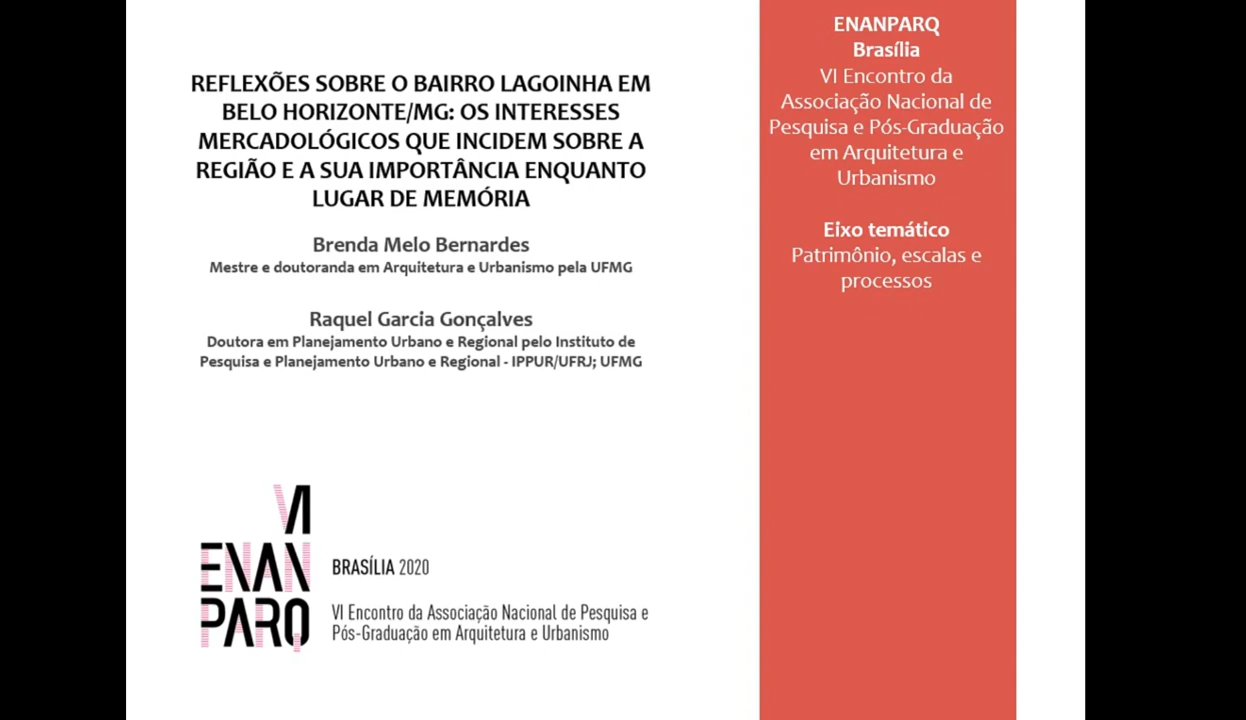 REFLEXÕES SOBRE O BAIRRO LAGOINHA EM
BELO HORIZONTE/MG: OS INTERESSES
MERCADOLÓGICOS QUE INCIDEM SOBRE A
REGIÃO E A SUA IMPORTÂNCIA ENQUANTO
LUGAR DE MEMÓRIA
Brenda Melo Bernardes
Mestre e doutoranda em Arquitetura e Urbanismo pela UFMG
Raquel Garcia Gonçalves
Doutora em Planejamento Urbano e Regional pelo Instituto de
Pesquisa e Planejamento Urbano e Regional - IPPUR/UFRJ; UFMG
VI
ENAN
PARQ
BRASÍLIA 2020
VI Encontro da Associação Nacional de Pesquisa e
Pós-Graduação em Arquitetura e Urbanismo
ENANPARQ
Brasília
VI Encontro da
Associação Nacional de
Pesquisa e Pós-Graduação
em Arquitetura e
Urbanismo
Eixo temático
Patrimônio, escalas e
processos